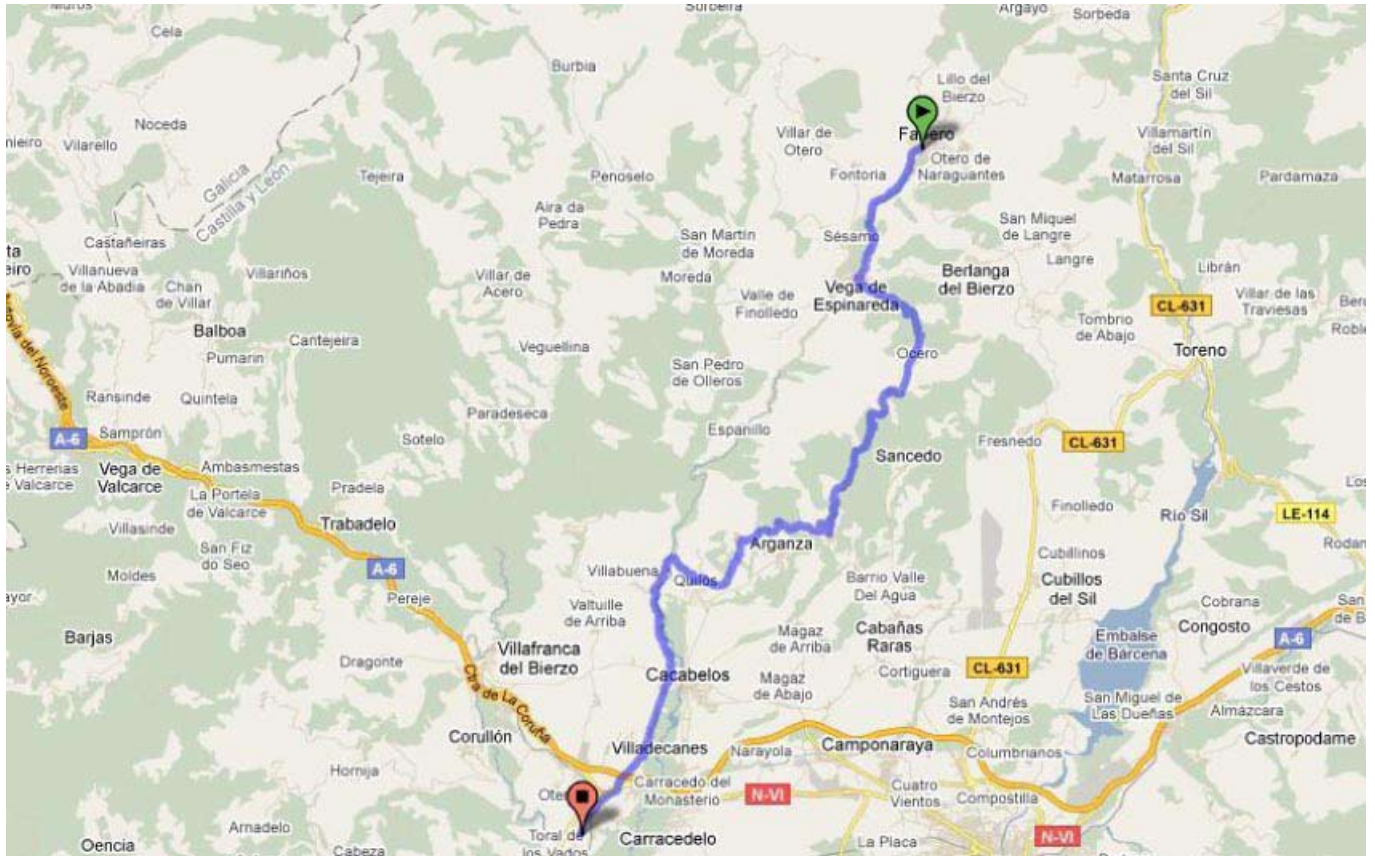 Cela
Burbia
Argayo
Sorbeda
Lillo del
Bierzo
Santa Cruz
del Sil
Noceda
Vilarello
Villar de
Otero
Otero de
Naraguantes
Villamartín
del Sil
Galicia
Castilla y León
Tejeira
Penoselo
Fontoria
Matarrosa
Pardamaza
Aira da
Pedra
San Martin
de Moreda
Sésamo
San Miquel
de Langre
Langre
Castañeiras
Villanueva
de la Abadia
Chan
de Villar
Villariños
Villar de
Acero
Moreda
Valle de
Finolledo
Vega de
Espinareda
Berlanga
del Bierzo
Librán
Villar de las
Traviesas
CL-631
Tombrio
de Abajo
Toreno
Balboa
Cantejeira
Pumarin
Veguellina
San Pedro
de Olleros
Ocero
Ransinde
Quintela
Paradeseca
Espanillo
A-6
Samprón
Sotelo
Fresnedo
CL-631
Sancedo
Vega de
Valcarce
Ambasmestas
La Portela
de Valcarce
Pradela
Finolledo
Rio Sil
LE-114
Villasinde
Trabadelo
San Fiz
do Seo
Arganza
Moldes
A-6
Pereje
Villabuena
Quilós
Barrio Valle
Del Agua
Cubillinos
Cubillos
del Sil
Valtuille
de Arriba
Cobrana
Congosto
Barjas
Dragonte
Villafranca
del Bierzo
Magaz
de Arriba
Cabañas
Raras
Embalse
de Bárcena
A-6
Ctra de La Coruña
Cacabelos
Magaz
de Abajo
Cortiguera
CL-631
Villaverde de
los Cestos
San Andrés
de Montejos
San Miguel de
Las Dueñas
Almázcara
Corullón
Villadecanes
Narayola
Camponaraya
Columbrianos
Castropodame
Hornija
Carracedo del
Monasterio
N-VI
Cuatro
Vientos
Compostilla
Arnadelo
Toral de
los Vados
Carracedelo
La Placa
N-VI
Oencia
Cabeza